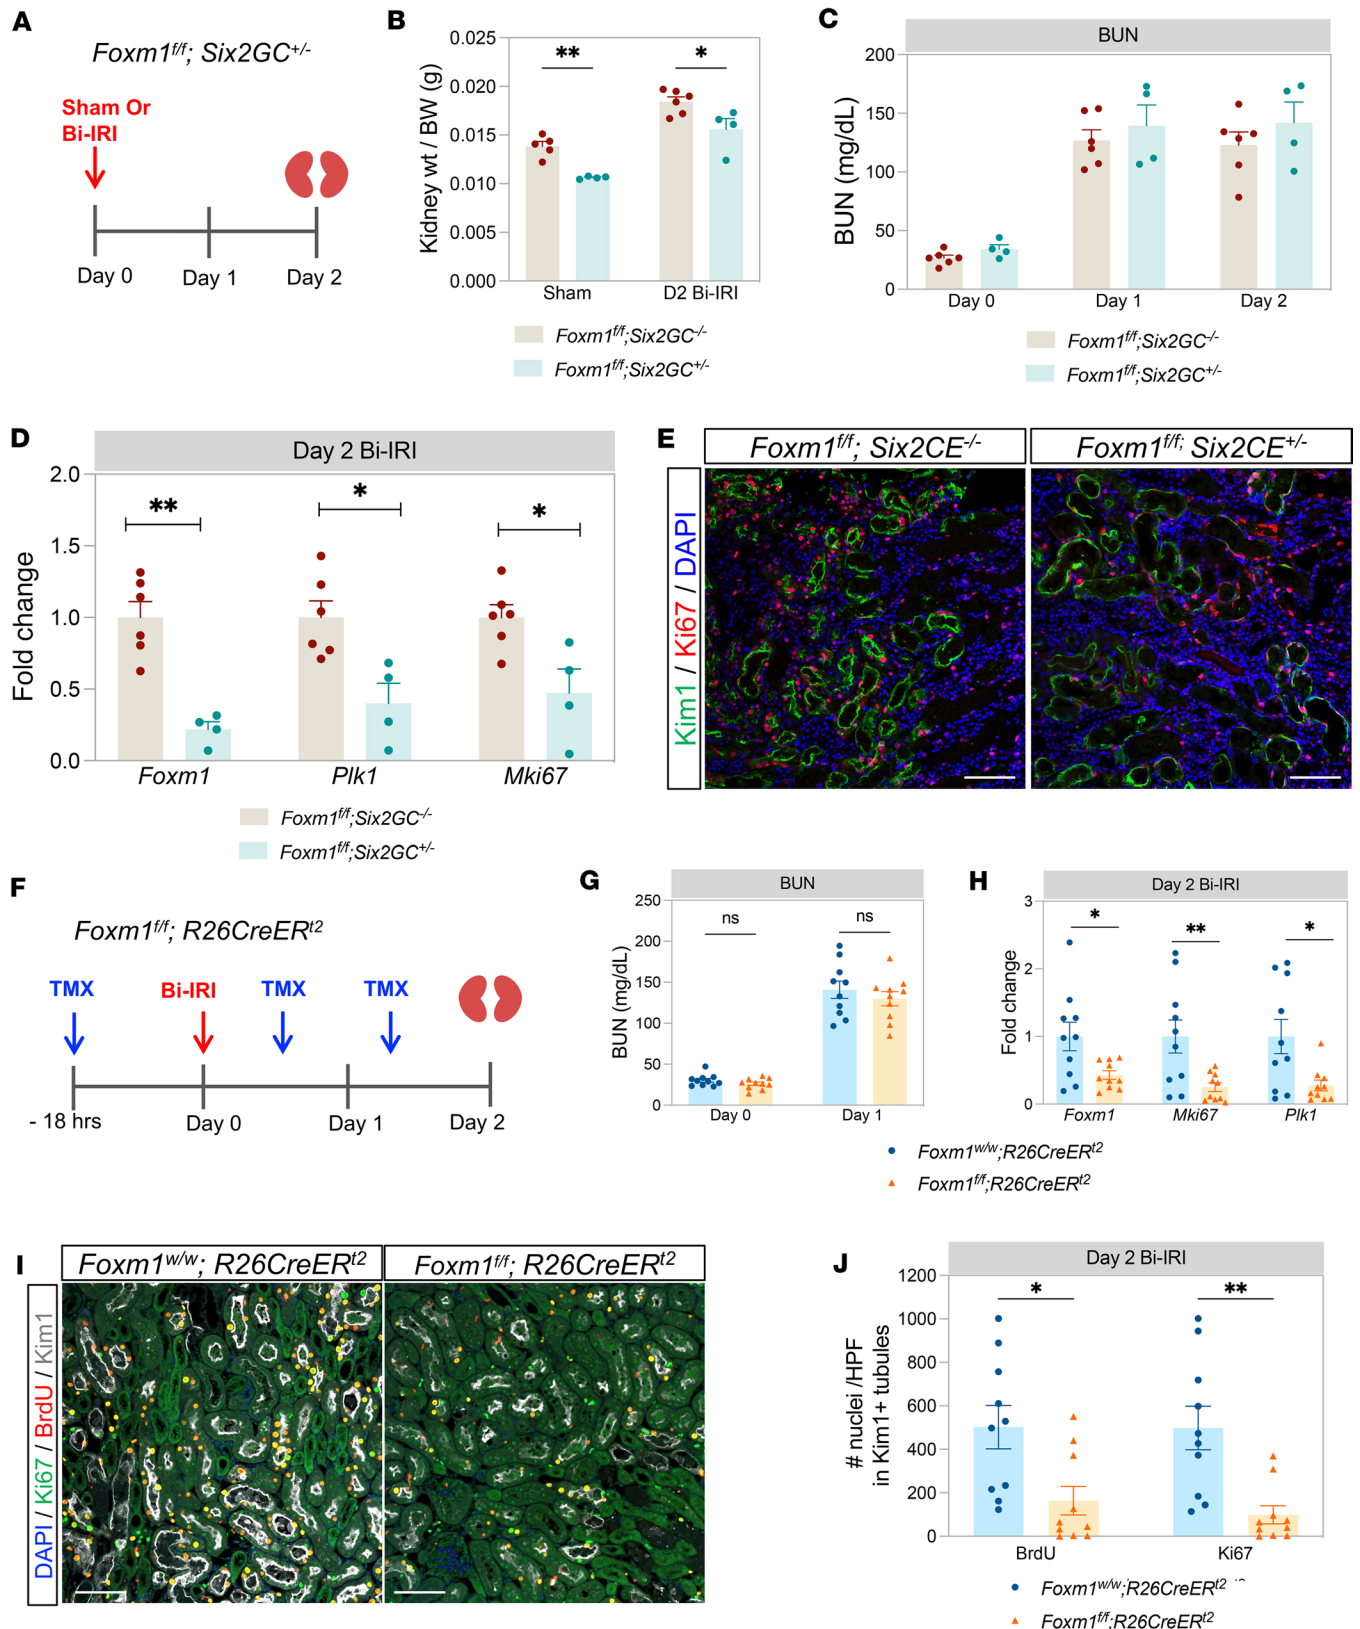 A
Foxm1f/f; Six2GC+/-
Sham Or
Bi-IRI
Day 0
Day 1
Day 2
B
Kidney wt / BW (g)
0.025
0.020
0.015
0.010
0.005
0.000
**
*
Sham
D2 Bi-IRI
Foxm1f/f;Six2GC-/-
Foxm1f/f;Six2GC+/-
C
BUN
BUN (mg/dL)
200
150
100
50
0
Day 0
Day 1
Day 2
Foxm1f/f;Six2GC-/-
Foxm1f/f;Six2GC+/-
D
Day 2 Bi-IRI
Fold change
2.0
1.5
1.0
0.5
0.0
**
*
*
Foxm1
Plk1
Mki67
Foxm1f/f;Six2GC-/-
Foxm1f/f;Six2GC+/-
E
Foxm1f/f; Six2CE-/-
Foxm1f/f; Six2CE+/-
Kim1 / Ki67 / DAPI
F
Foxm1f/f; R26CreERt2
TMX
Bi-IRI
TMX
TMX
- 18 hrs
Day 0
Day 1
Day 2
G
BUN
BUN (mg/dL)
250
200
150
100
50
0
ns
ns
Day 0
Day 1
H
Day 2 Bi-IRI
Fold change
3
2
1
0
*
**
*
Foxm1
Mki67
Plk1
Foxm1w/w;R26CreERt2
Foxm1f/f;R26CreERt2
I
Foxm1w/w; R26CreERt2
Foxm1f/f; R26CreERt2
DAPI / Ki67 / BrdU / Kim1
J
Day 2 Bi-IRI
# nuclei /HPF
in Kim1+ tubules
1200
1000
800
600
400
200
0
*
**
BrdU
Ki67
Foxm1w/w;R26CreERt2
Foxm1f/f;R26CreERt2